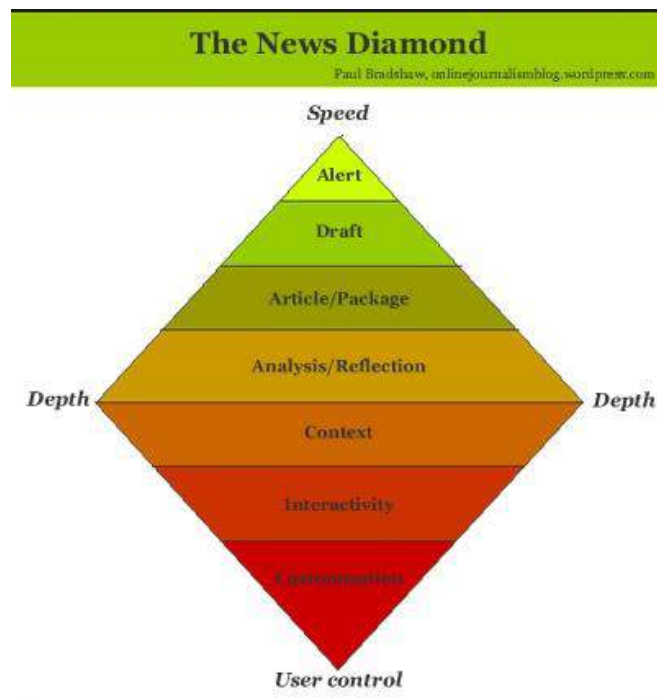 The News Diamond
Paul Bradshaw, onlinejournalismblog.wordpress.com
Speed
Alert
Draft
Article/Package
Analysis/Reflection
Depth
Depth
Context
Interactivity
Customisation
User control